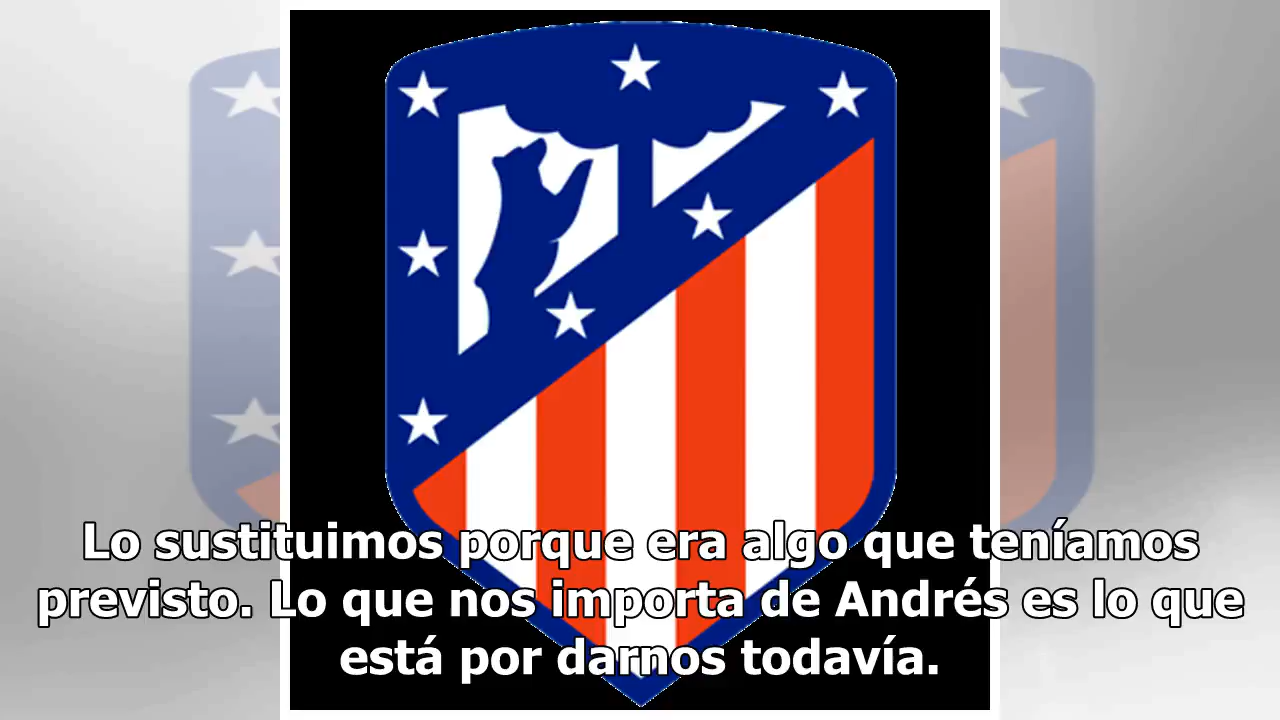 Lo sustituimos porque era algo que teníamos
previsto. Lo que nos importa de Andrés es lo que
está por darnos todavía.